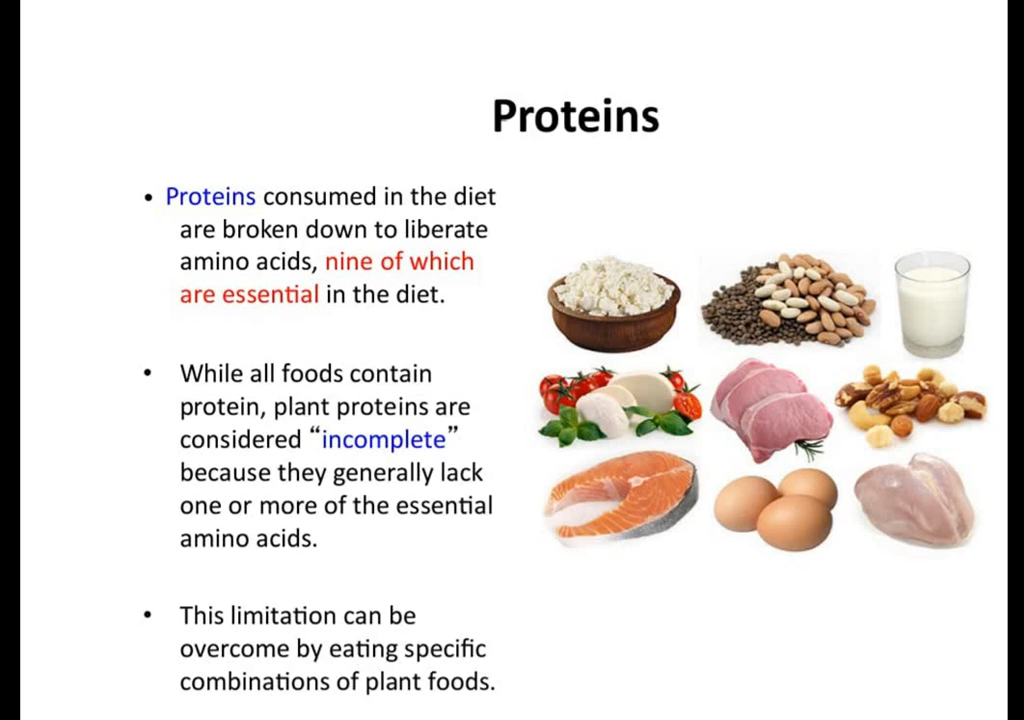 Proteins
• Proteins consumed in the diet
are broken down to liberate
amino acids, nine of which
are essential in the diet.
• While all foods contain
protein, plant proteins are
considered “incomplete”
because they generally lack
one or more of the essential
amino acids.
• This limitation can be
overcome by eating specific
combinations of plant foods.